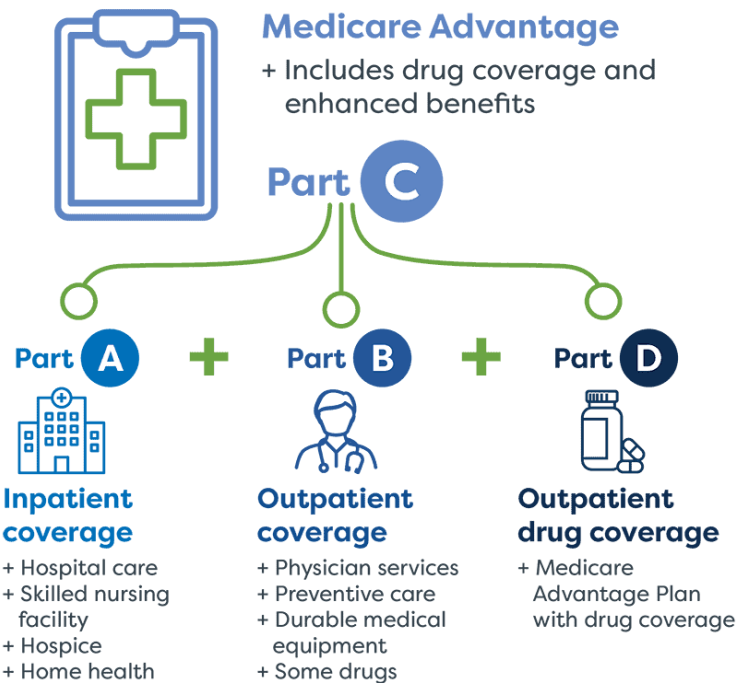 Medicare Advantage
+ Includes drug coverage and
enhanced benefits
Part C
Part A + Part B + Part D
Inpatient
coverage
+ Hospital care
+ Skilled nursing
facility
+ Hospice
+ Home health
Outpatient
coverage
+ Physician services
+ Preventive care
+ Durable medical
equipment
+ Some drugs
Outpatient
drug coverage
+ Medicare
Advantage Plan
with drug coverage